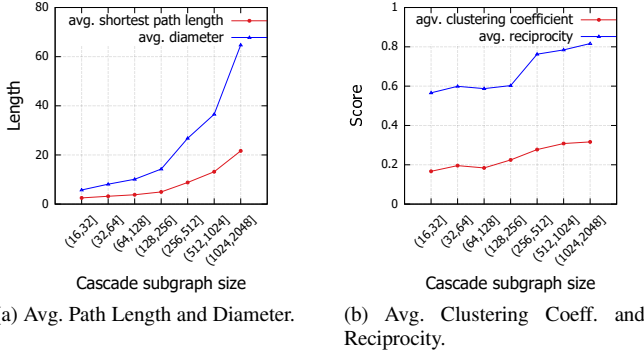 80
60
40
20
0
Length
avg. shortest path length
avg. diameter
(16,32]
(32,64]
(64,128]
(128,256]
(256,512]
(512,1024]
(1024,2048]
Cascade subgraph size
a) Avg. Path Length and Diameter.
1
0.8
0.6
0.4
0.2
0
Score
agv. clustering coefficient
avg. reciprocity
(16,32]
(32,64]
(64,128]
(128,256]
(256,512]
(512,1024]
(1024,2048]
Cascade subgraph size
(b) Avg. Clustering Coeff. and
Reciprocity.